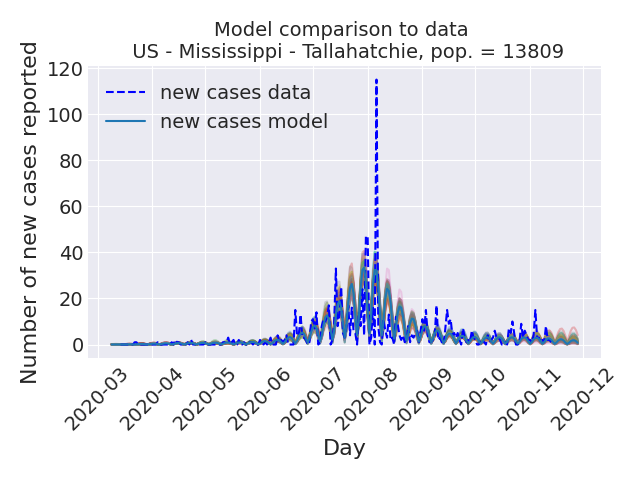 Model comparison to data
US - Mississippi - Tallahatchie, pop. = 13809
Number of new cases reported
120
100
80
60
40
20
0
new cases data
new cases model
2020-03
2020-04
2020-05
2020-06
2020-07
2020-08
2020-09
2020-10
2020-11
2020-12
Day